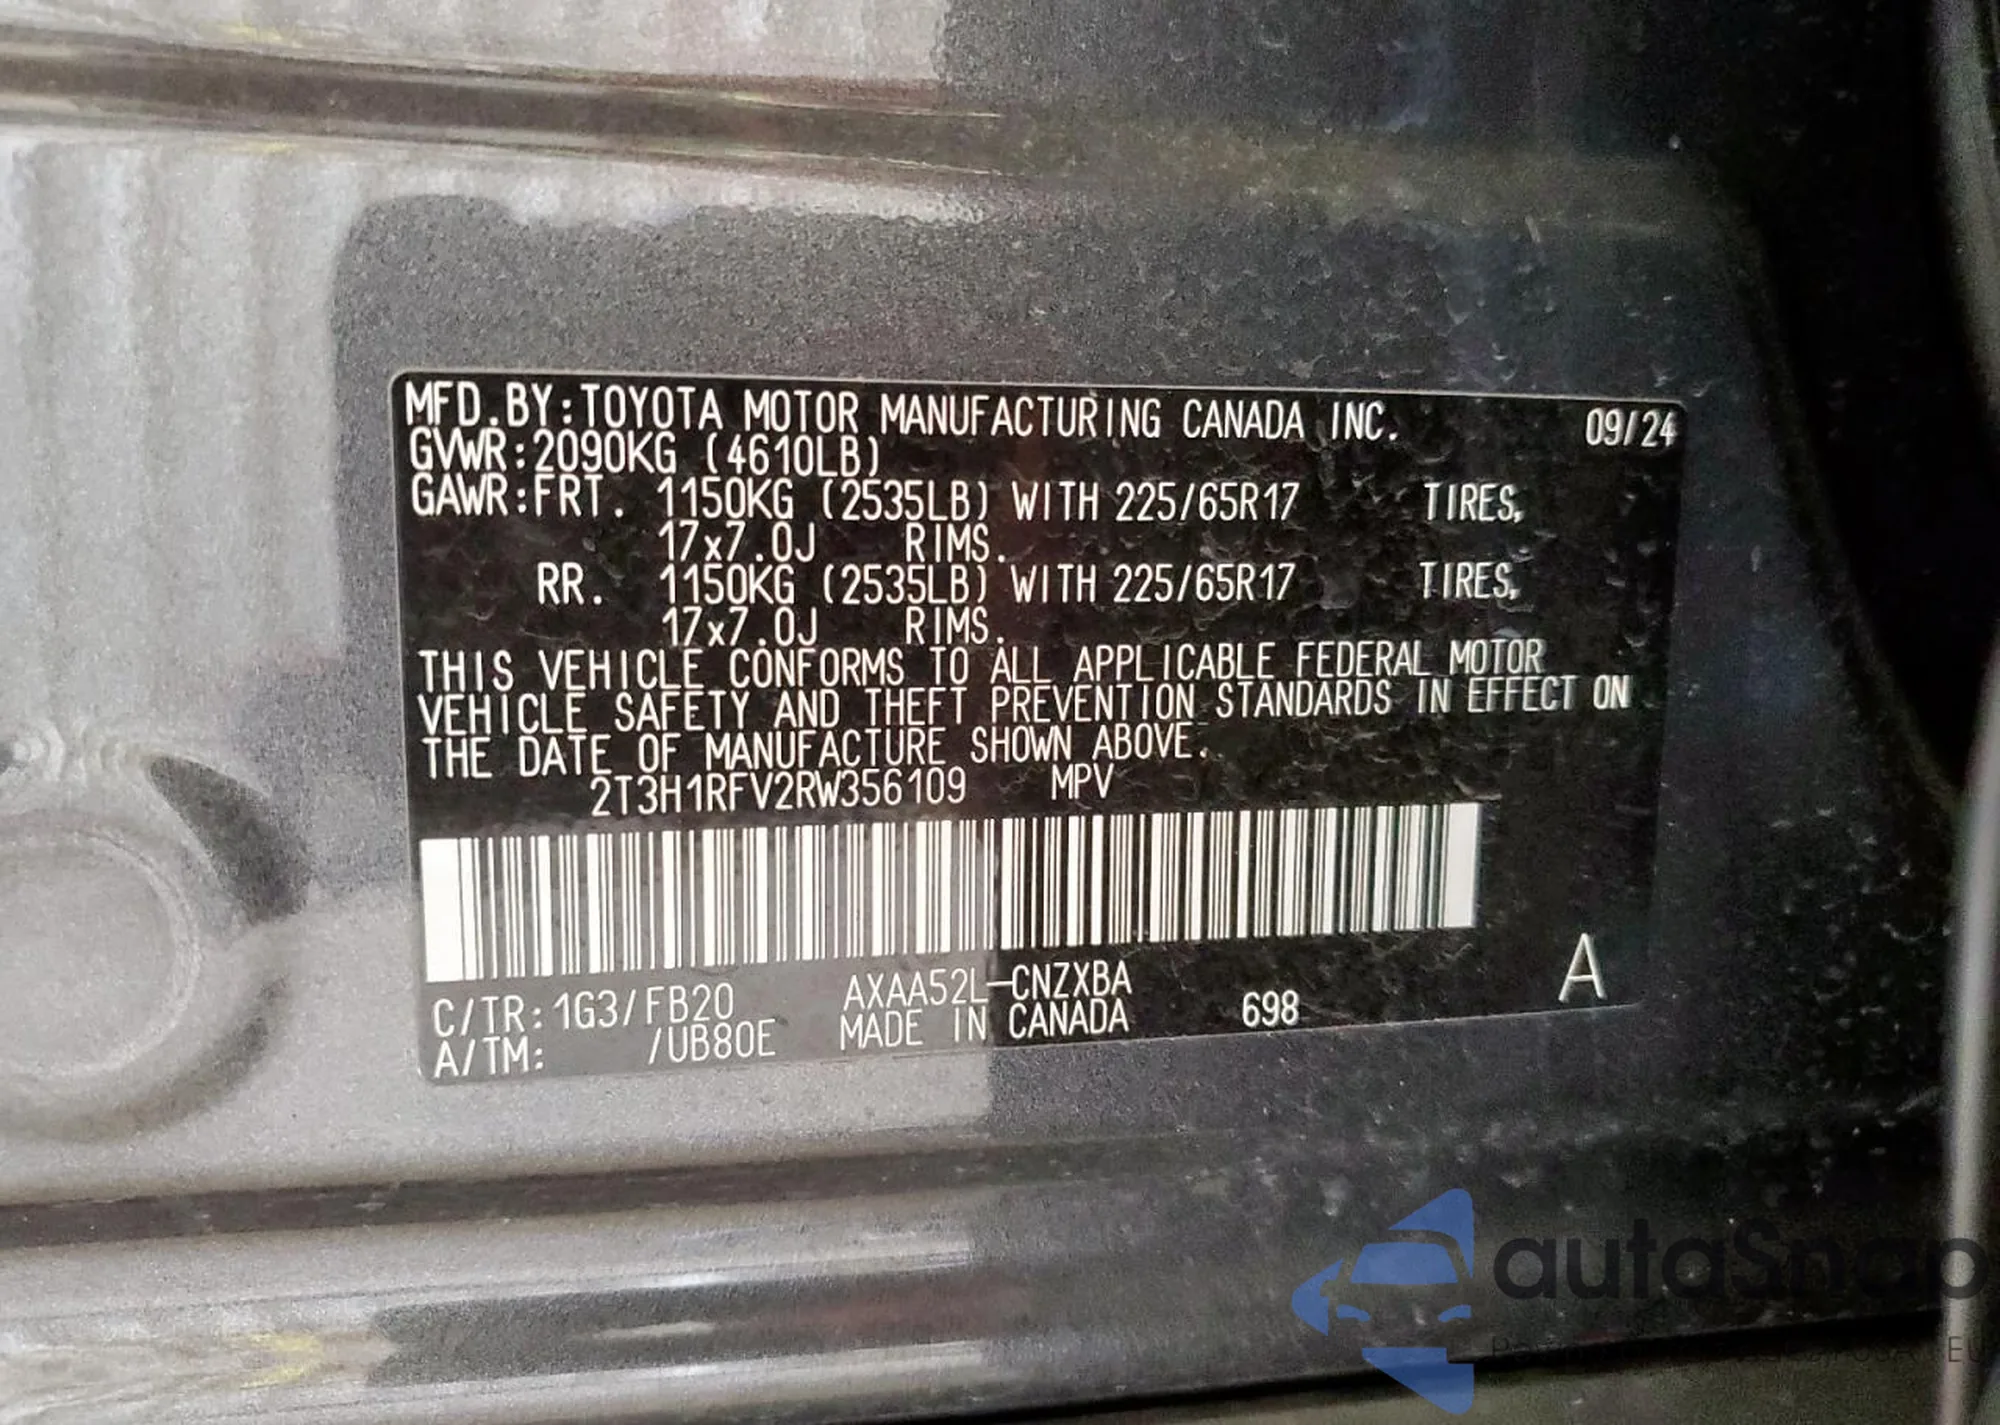 MFD.BY:TOYOTA MOTOR MANUFACTURING CANADA INC. 09/24
GVWR:2090KG (4610LB)
GAWR:FRT. 1150KG (2535LB) WITH 225/65R17 TIRES,
17x7.0J RIMS.
RR. 1150KG (2535LB) WITH 225/65R17 TIRES,
17x7.0J RIMS.
THIS VEHICLE CONFORMS TO ALL APPLICABLE FEDERAL MOTOR
VEHICLE SAFETY AND THEFT PREVENTION STANDARDS IN EFFECT ON
THE DATE OF MANUFACTURE SHOWN ABOVE.
2T3H1RFV2RW356109 MPV
C/TR:1G3/FB20 AXAA52L-CNZXBA 698 A
A/TM: /UB80E MADE IN CANADA
autaSnap